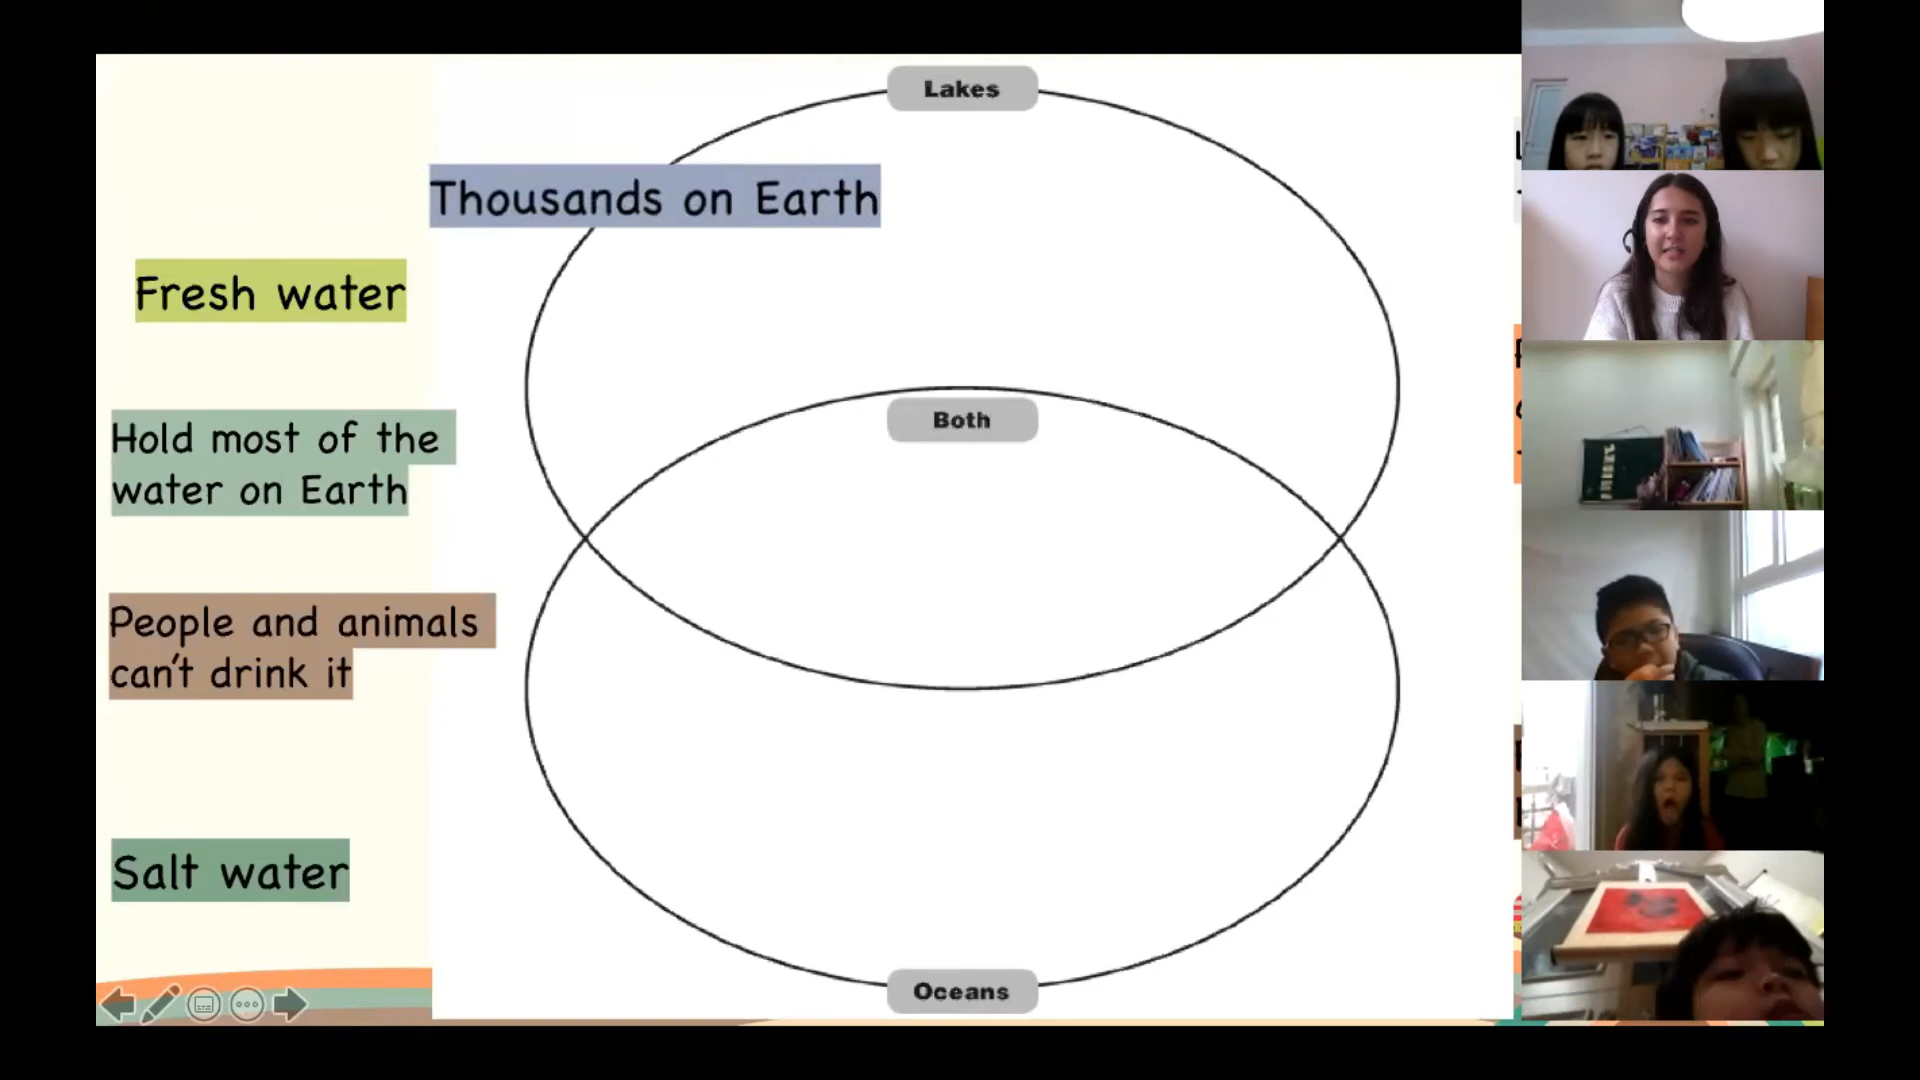 Lakes
Thousands on Earth
Fresh water
Both
Hold most of the
water on Earth
People and animals
can't drink it
Salt water
Oceans